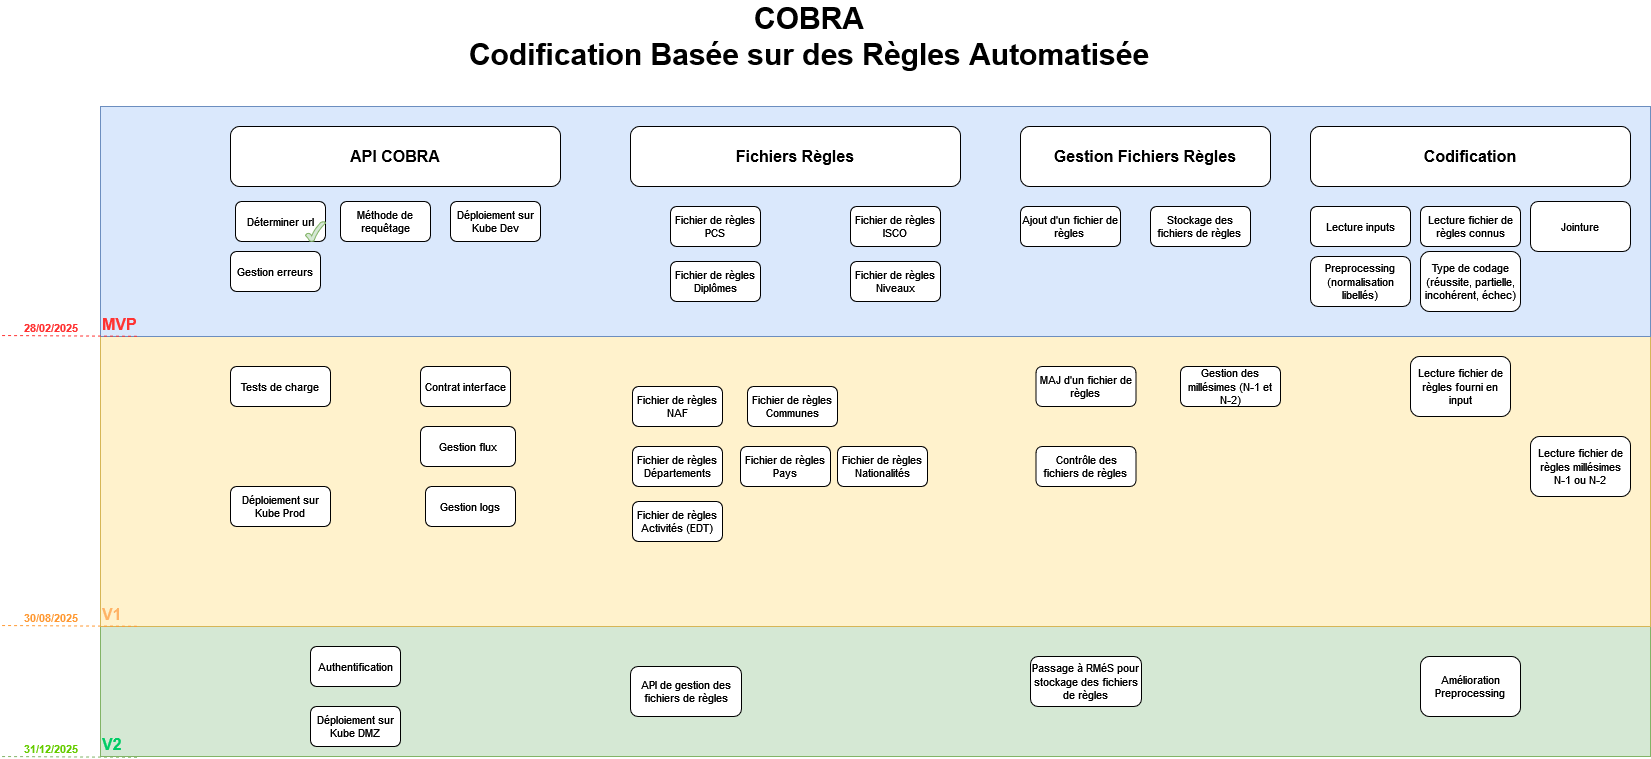 COBRA
Codification Basée sur des Règles Automatisée
API COBRA
Fichiers Règles
Gestion Fichiers Règles
Codification
Déterminer url
Méthode de
requêtage
Déploiement sur
Kube Dev
Gestion erreurs
Fichier de règles
PCS
Fichier de règles
ISCO
Fichier de règles
Diplômes
Fichier de règles
Niveaux
Ajout d'un fichier de
règles
Stockage des
fichiers de règles
Lecture inputs
Lecture fichier de
règles connus
Jointure
Preprocessing
(normalisation
libellés)
Type de codage
(réussite, partielle,
incohérent, échec)
28/02/2025
MVP
Tests de charge
Contrat interface
Gestion flux
Déploiement sur
Kube Prod
Gestion logs
Fichier de règles
NAF
Fichier de règles
Communes
Fichier de règles
Départements
Fichier de règles
Pays
Fichier de règles
Nationalités
Fichier de règles
Activités (EDT)
MAJ d'un fichier de
règles
Gestion des
millésimes (N-1 et
N-2)
Contrôle des
fichiers de règles
Lecture fichier de
règles fourni en
input
Lecture fichier de
règles millésimes
N-1 ou N-2
30/08/2025
V1
Authentification
Déploiement sur
Kube DMZ
API de gestion des
fichiers de règles
Passage à RMéS pour
stockage des fichiers
de règles
Amélioration
Preprocessing
31/12/2025
V2